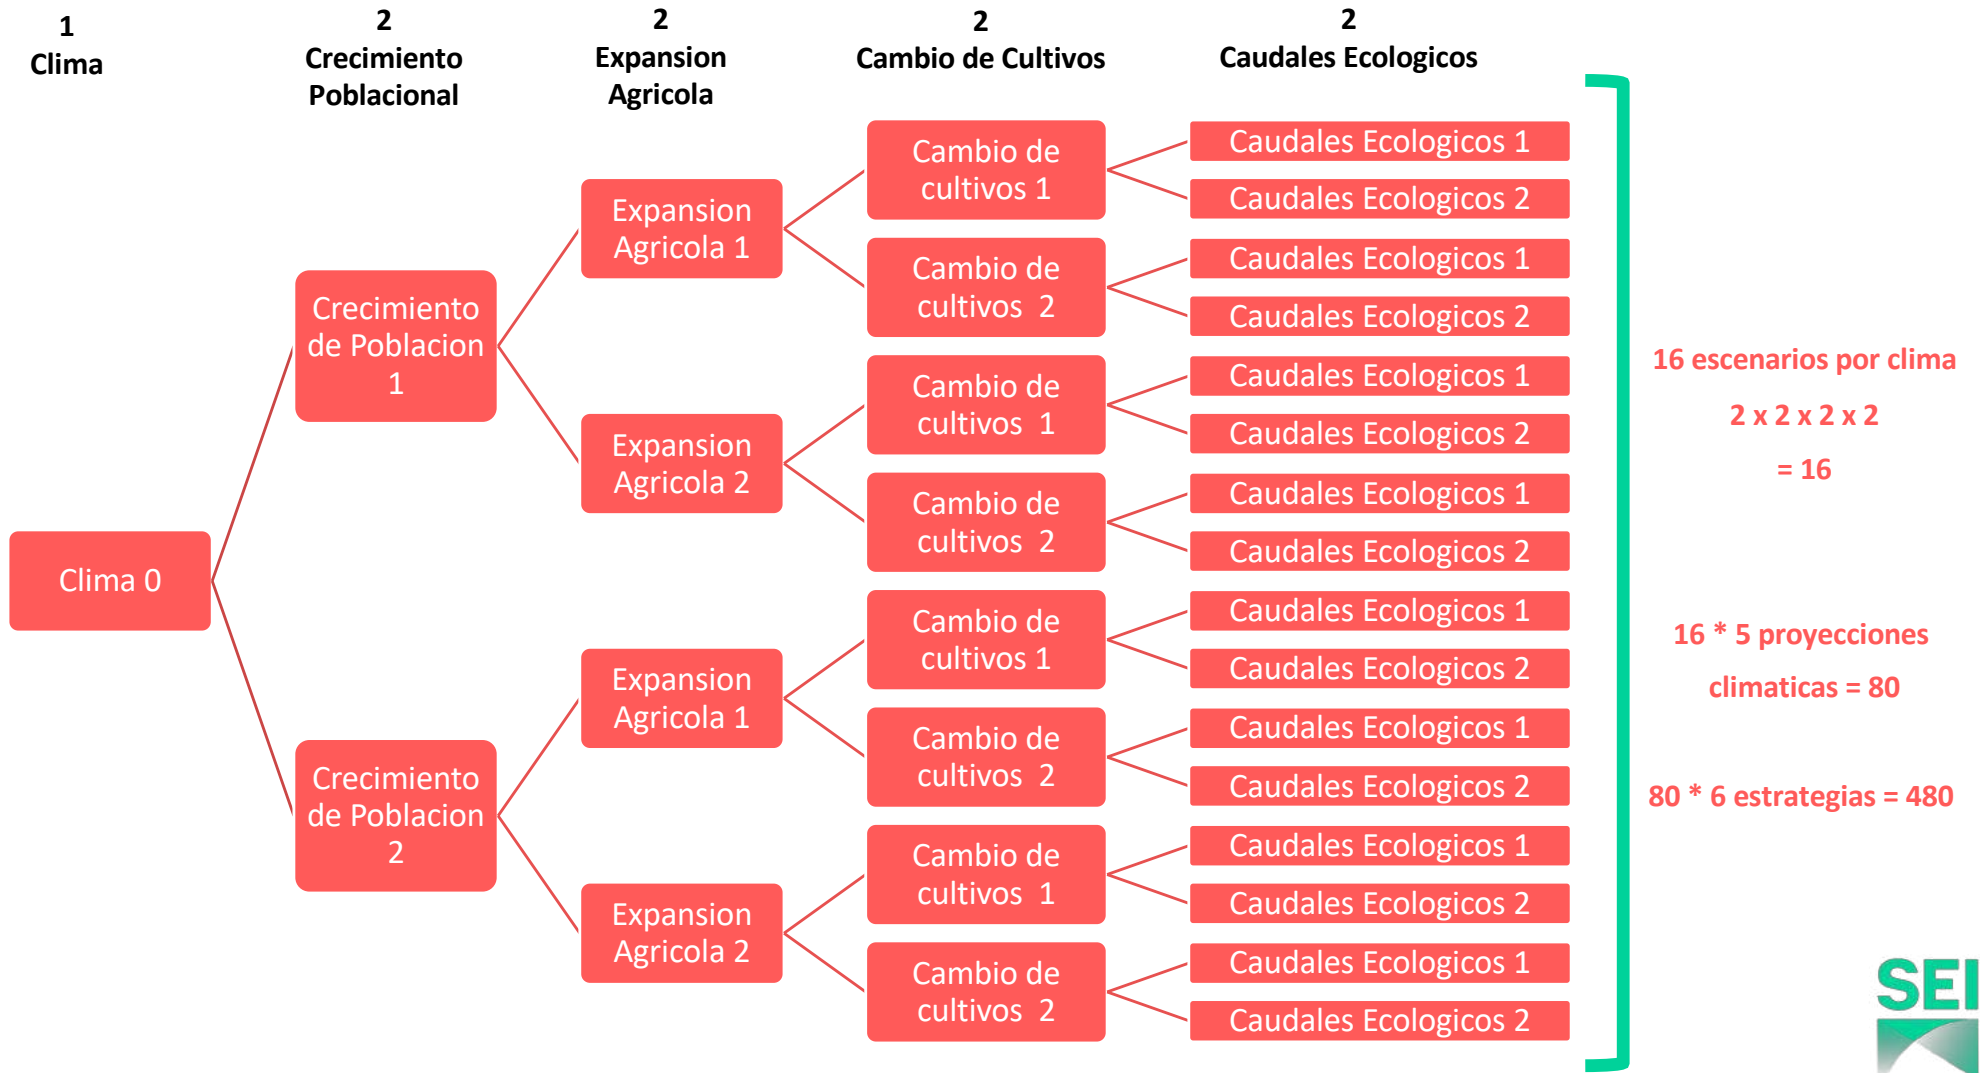 1
Clima
2
Crecimiento
Poblacional
2
Expansion
Agricola
2
Cambio de Cultivos
2
Caudales Ecologicos
Clima 0
Crecimiento
de Poblacion
1
Crecimiento
de Poblacion
2
Expansion
Agricola 1
Expansion
Agricola 2
Expansion
Agricola 1
Expansion
Agricola 2
Cambio de
cultivos 1
Cambio de
cultivos 2
Cambio de
cultivos 1
Cambio de
cultivos 2
Cambio de
cultivos 1
Cambio de
cultivos 2
Cambio de
cultivos 1
Cambio de
cultivos 2
Caudales Ecologicos 1
Caudales Ecologicos 2
Caudales Ecologicos 1
Caudales Ecologicos 2
Caudales Ecologicos 1
Caudales Ecologicos 2
Caudales Ecologicos 1
Caudales Ecologicos 2
Caudales Ecologicos 1
Caudales Ecologicos 2
Caudales Ecologicos 1
Caudales Ecologicos 2
Caudales Ecologicos 1
Caudales Ecologicos 2
Caudales Ecologicos 1
Caudales Ecologicos 2
16 escenarios por clima
2 x 2 x 2 x 2
= 16
16 * 5 proyecciones
climaticas = 80
80 * 6 estrategias = 480
SEI